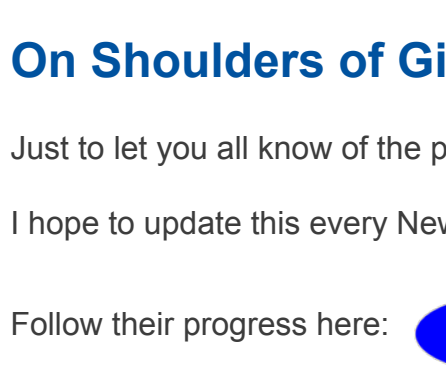 On Shoulders of Gi
Just to let you all know of the p
I hope to update this every New
Follow their progress here: